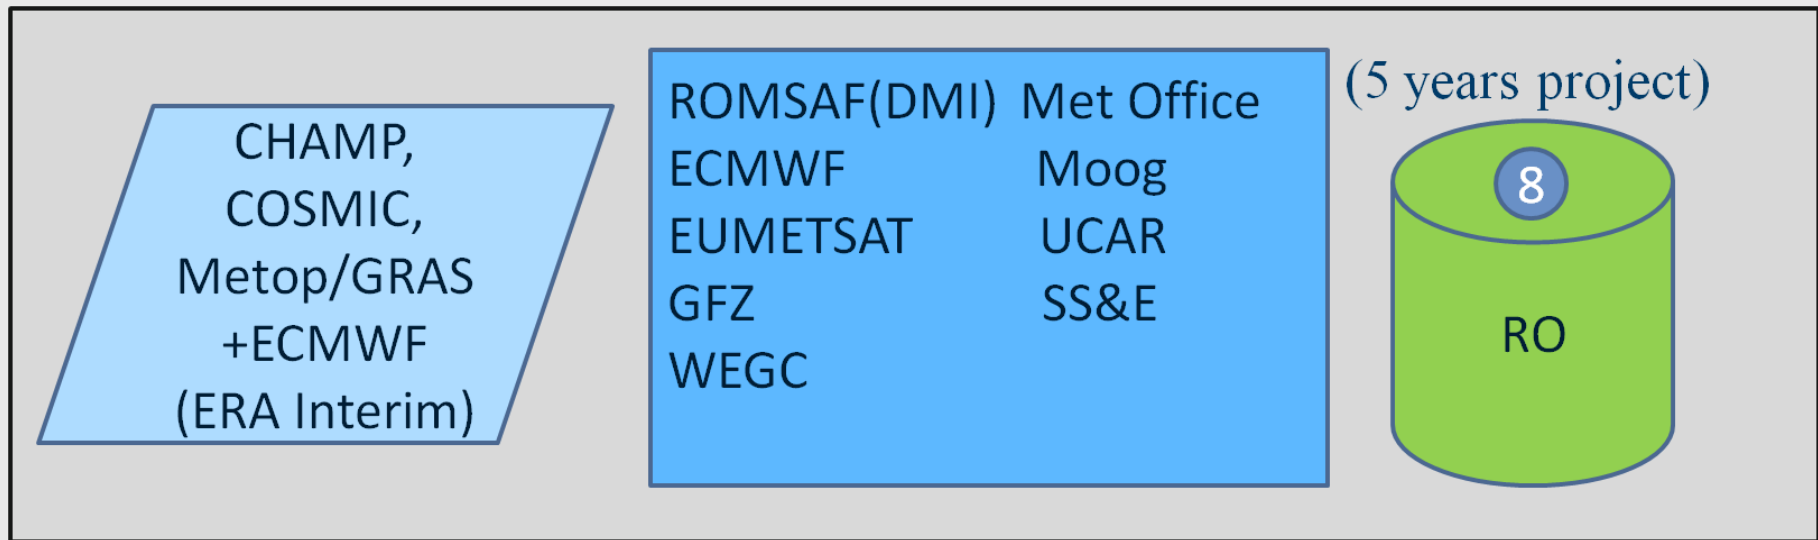 CHAMP,
COSMIC,
Metop/GRAS
+ECMWF
(ERA Interim)
ROMSAF(DMI) Met Office
ECMWF Moog
EUMETSAT UCAR
GFZ SS&E
WEGC
(5 years project)
8
RO